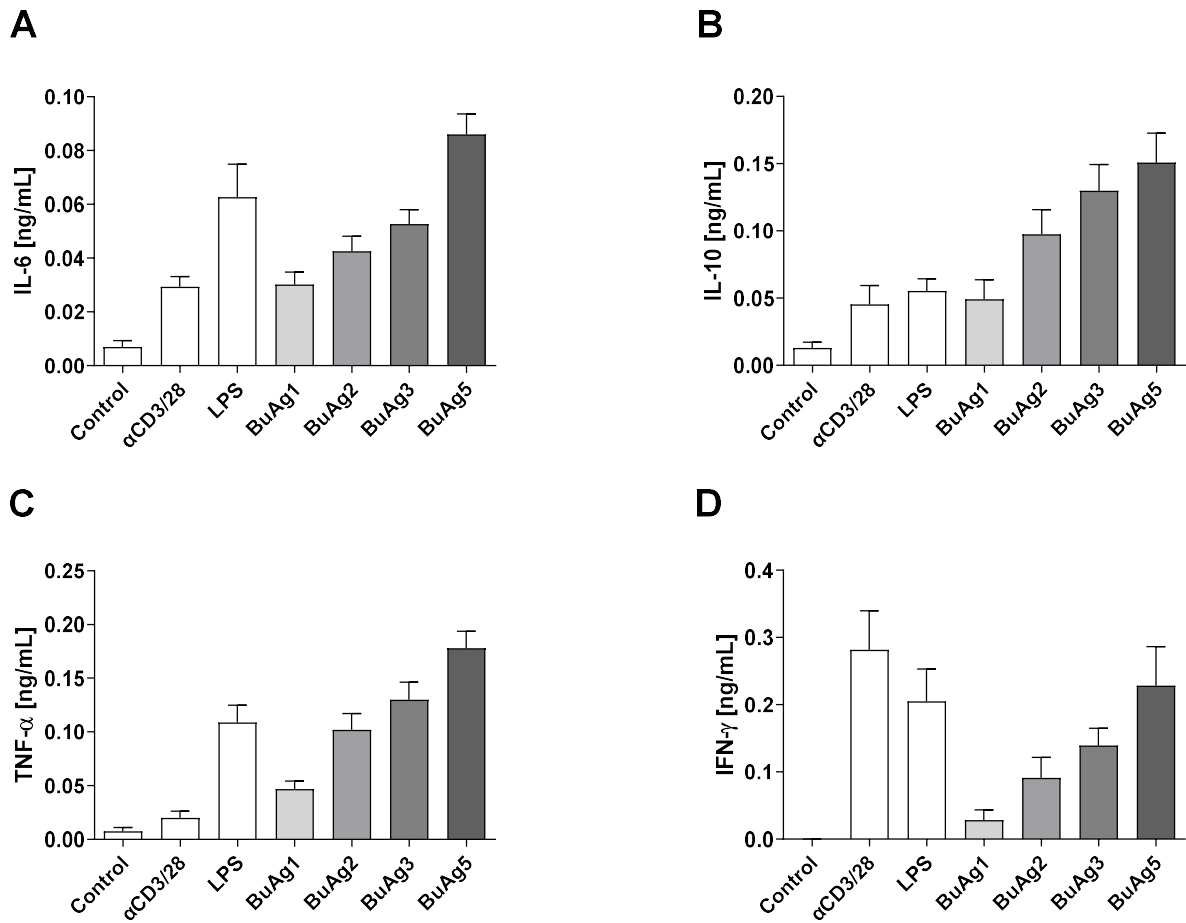 A
IL-6 [ng/mL]
0.10
0.08
0.06
0.04
0.02
0.00
Control
αCD3/28
LPS
BuAg1
BuAg2
BuAg3
BuAg5
B
IL-10 [ng/mL]
0.20
0.15
0.10
0.05
0.00
Control
αCD3/28
LPS
BuAg1
BuAg2
BuAg3
BuAg5
C
TNF-α [ng/mL]
0.25
0.20
0.15
0.10
0.05
0.00
Control
αCD3/28
LPS
BuAg1
BuAg2
BuAg3
BuAg5
D
IFN-γ [ng/mL]
0.4
0.3
0.2
0.1
0.0
Control
αCD3/28
LPS
BuAg1
BuAg2
BuAg3
BuAg5